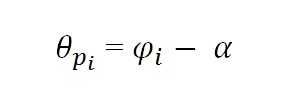 θ_{p_i} = φ_i − α